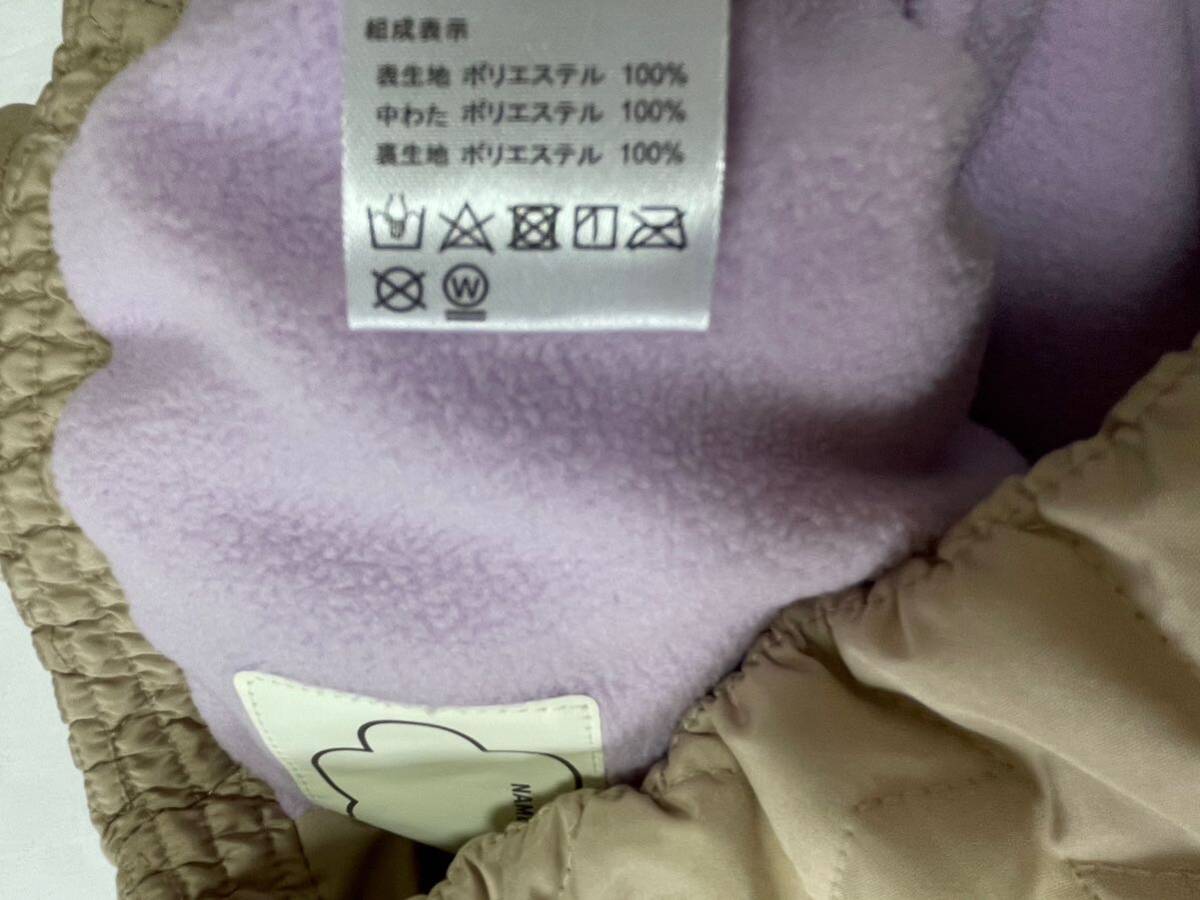 組成表示
表生地 ポリエステル 100%
中わた ポリエステル 100%
裏生地 ポリエステル 100%
W